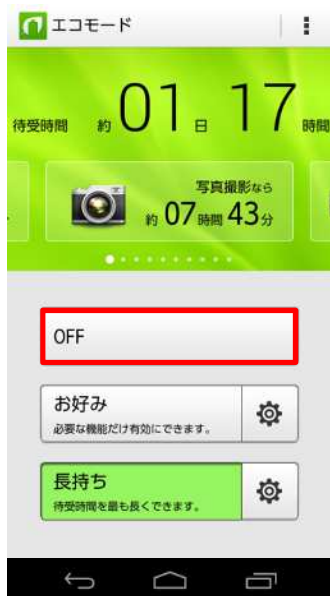 エコモード
待受時間 約 01 日 17 時間
写真撮影なら
約 07 時間 43 分
OFF
お好み
必要な機能だけ有効にできます。
長持ち
待受時間を最も長くできます。